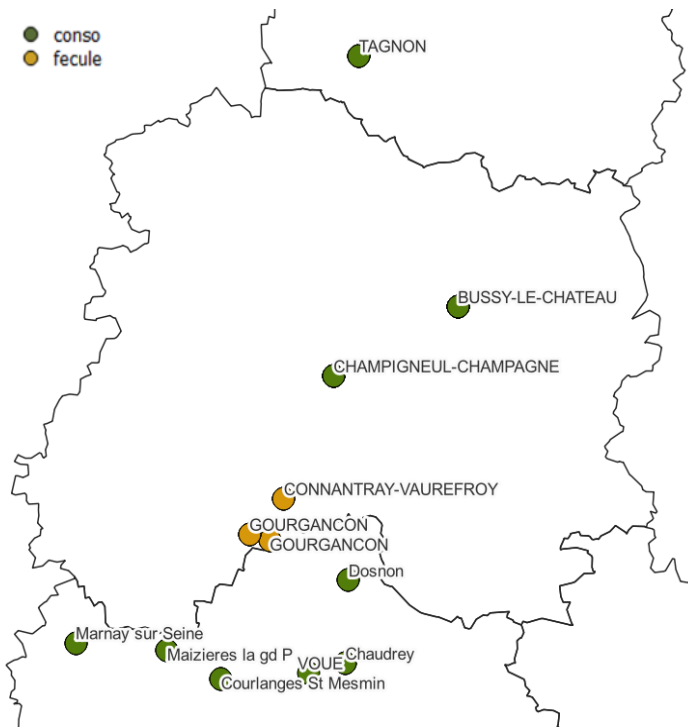 conso
fecule
TAGNON
BUSSY-LE-CHATEAU
CHAMPIGNEUL-CHAMPAGNE
CONNANTRAY-VAUREFROY
GOURGANCON
GOURGANCON
Dosnon
Marnay sur Seine
Maizieres la gd P
VOUE
Chaudrey
Courlanges St Mesmin